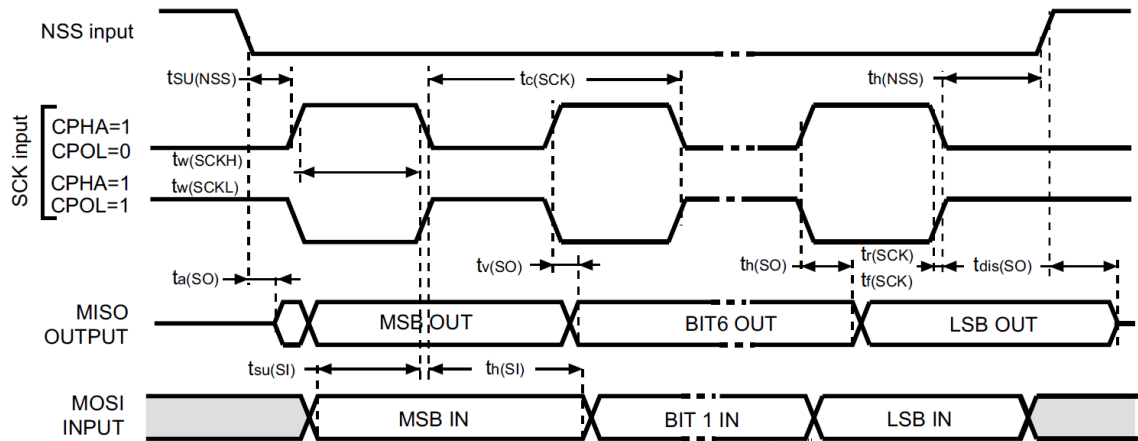 NSS input
tSU(NSS)
tc(SCK)
th(NSS)
SCK input
CPHA=1
CPOL=0
tw(SCKH)
CPHA=1
tw(SCKL)
CPOL=1
ta(SO)
tv(SO)
th(SO)
tr(SCK)
tf(SCK)
tdis(SO)
MISO
OUTPUT
MSB OUT
BIT6 OUT
LSB OUT
tsu(SI)
th(SI)
MOSI
INPUT
MSB IN
BIT 1 IN
LSB IN